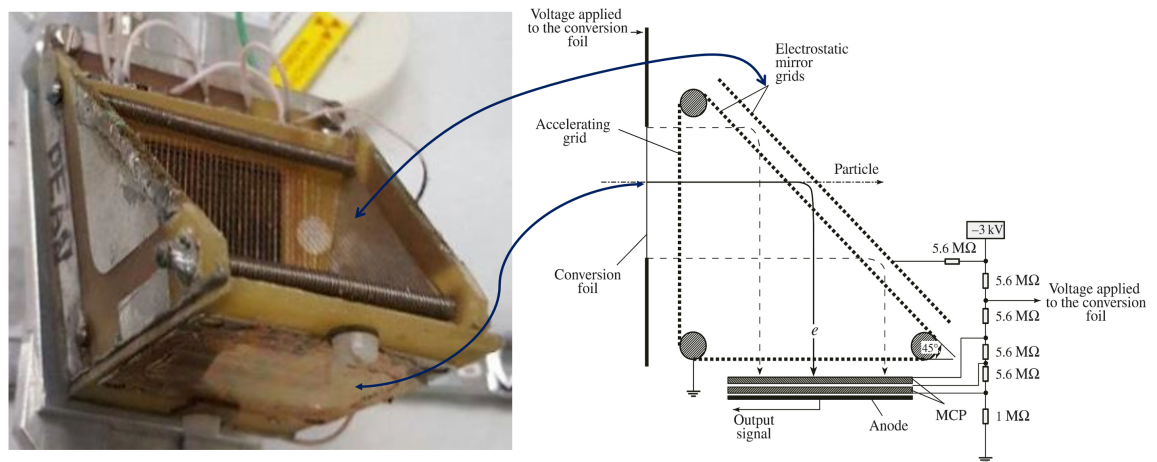 Voltage applied
to the conversion
foil
Electrostatic
mirror
grids
Accelerating
grid
Particle
−3 kV
5.6 MΩ
5.6 MΩ
Voltage applied
to the conversion
foil
5.6 MΩ
Conversion
foil
e
45°
5.6 MΩ
5.6 MΩ
MCP
1 MΩ
Output
signal
Anode